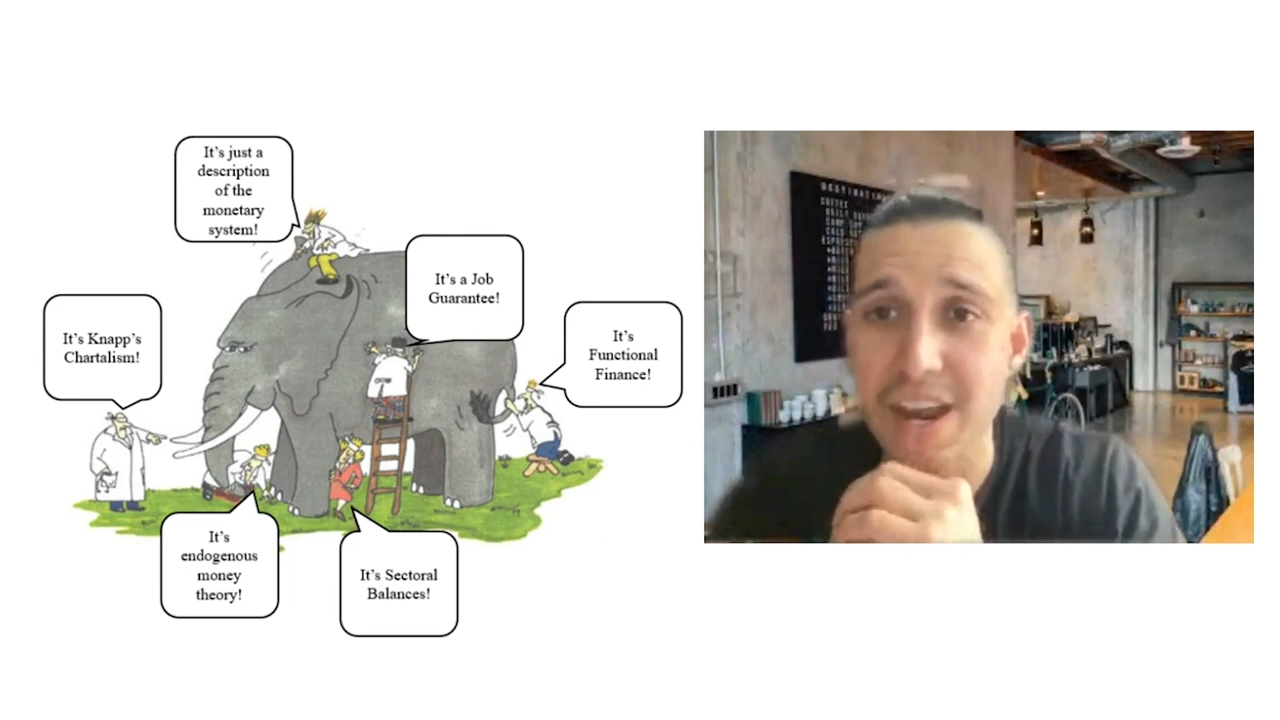 It’s just a
description
of the
monetary
system!
It’s a Job
Guarantee!
It’s Knapp’s
Chartalism!
It’s
Functional
Finance!
It’s
endogenous
money
theory!
It’s Sectoral
Balances!
COFFEE